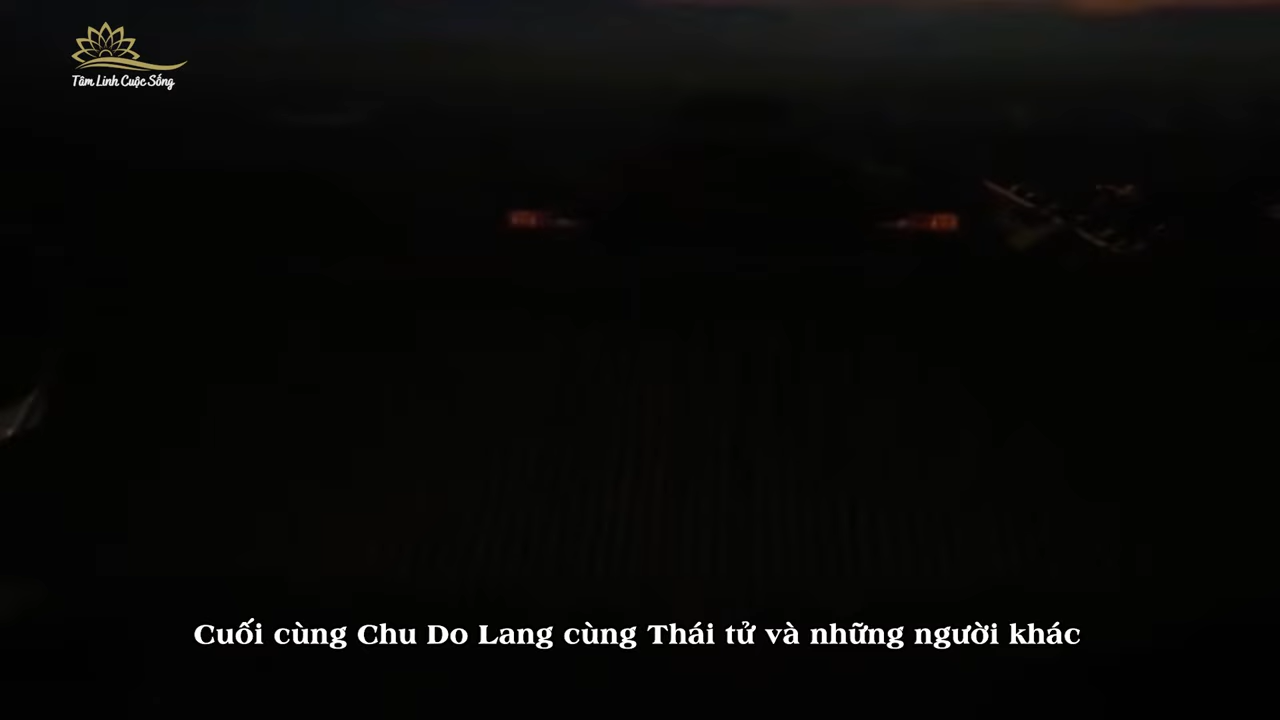 Tâm Linh Cuộc Sống
Cuối cùng Chu Do Lang cùng Thái tử và những người khác